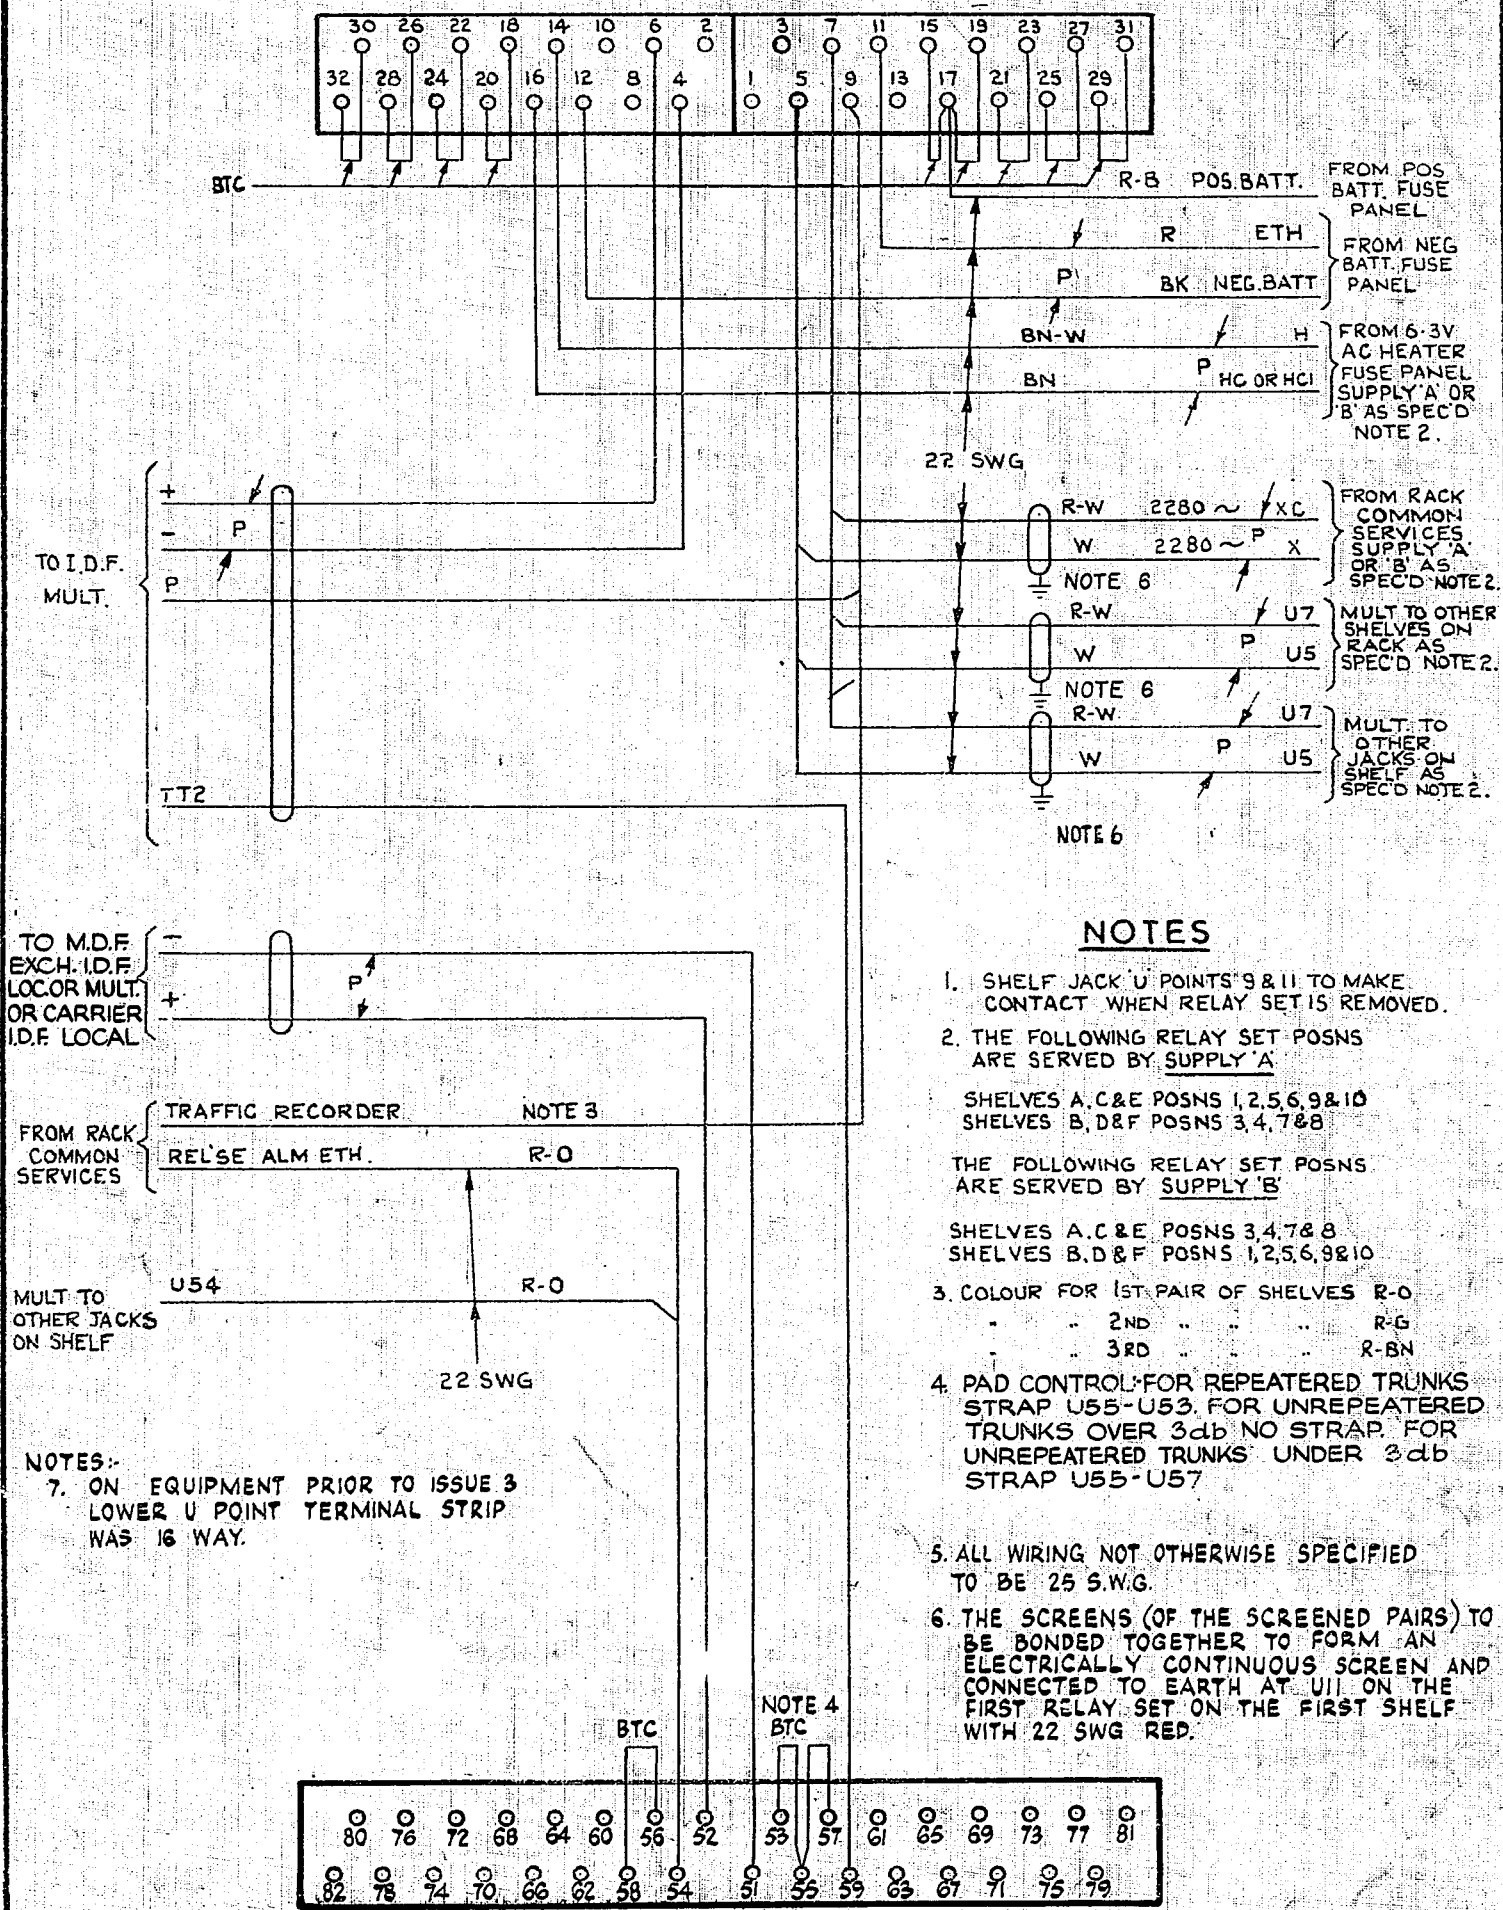 30 26 22 18 14 10 6 2 3 7 11 15 19 23 27 31
32 28 24 20 16 12 8 4 1 5 9 13 17 21 25 29
BTC
R-B POS.BATT.
FROM POS
BATT. FUSE
PANEL
R ETH
P
BK NEG.BATT
FROM NEG
BATT. FUSE
PANEL
BN-W H
P
BN HC OR HC1
FROM 6.3V
AC HEATER
FUSE PANEL
SUPPLY 'A' OR
'B' AS SPEC'D
NOTE 2.
22 SWG
+
P
-
P
TT2
TO I.D.F.
MULT.
R-W 2280 ~ XC
P
W 2280 ~ X
NOTE 6
FROM RACK
COMMON
SERVICES
SUPPLY 'A'
OR 'B' AS
SPEC'D NOTE 2.
R-W U7
P
W U5
NOTE 6
MULT TO OTHER
SHELVES ON
RACK AS
SPEC'D NOTE 2.
R-W U7
P
W U5
NOTE 6
MULT. TO
OTHER
JACKS ON
SHELF AS
SPEC'D NOTE 2.
TO M.D.F.
EXCH. I.D.F.
LOC OR MULT.
OR CARRIER
I.D.F. LOCAL
-
P
+
FROM RACK
COMMON
SERVICES
TRAFFIC RECORDER NOTE 3
REL'SE ALM ETH. R-O
MULT TO
OTHER JACKS
ON SHELF
U54 R-O
22 SWG
NOTES:-
7. ON EQUIPMENT PRIOR TO ISSUE 3
LOWER U POINT TERMINAL STRIP
WAS 16 WAY.
NOTES
1. SHELF JACK 'U' POINTS 9 & 11 TO MAKE
CONTACT WHEN RELAY SET IS REMOVED.
2. THE FOLLOWING RELAY SET POSNS
ARE SERVED BY SUPPLY 'A'
SHELVES A, C & E POSNS 1, 2, 5, 6, 9 & 10
SHELVES B, D & F POSNS 3, 4, 7 & 8
THE FOLLOWING RELAY SET POSNS
ARE SERVED BY SUPPLY 'B'
SHELVES A. C & E POSNS 3, 4, 7 & 8
SHELVES B. D & F POSNS 1, 2, 5, 6, 9 & 10
3. COLOUR FOR 1ST PAIR OF SHELVES R-O
" .. 2ND .. .. .. R-G
" .. 3RD .. .. .. R-BN
4. PAD CONTROL:-FOR REPEATERED TRUNKS
STRAP U55-U53. FOR UNREPEATERED
TRUNKS OVER 3db NO STRAP. FOR
UNREPEATERED TRUNKS UNDER 3db
STRAP U55-U57
5. ALL WIRING NOT OTHERWISE SPECIFIED
TO BE 25 S.W.G.
6. THE SCREENS (OF THE SCREENED PAIRS) TO
BE BONDED TOGETHER TO FORM AN
ELECTRICALLY CONTINUOUS SCREEN AND
CONNECTED TO EARTH AT U11 ON THE
FIRST RELAY SET ON THE FIRST SHELF
WITH 22 SWG RED.
BTC
NOTE 4
BTC
80 76 72 68 64 60 56 52 53 57 61 65 69 73 77 81
82 78 74 70 66 62 58 54 51 55 59 63 67 71 75 79